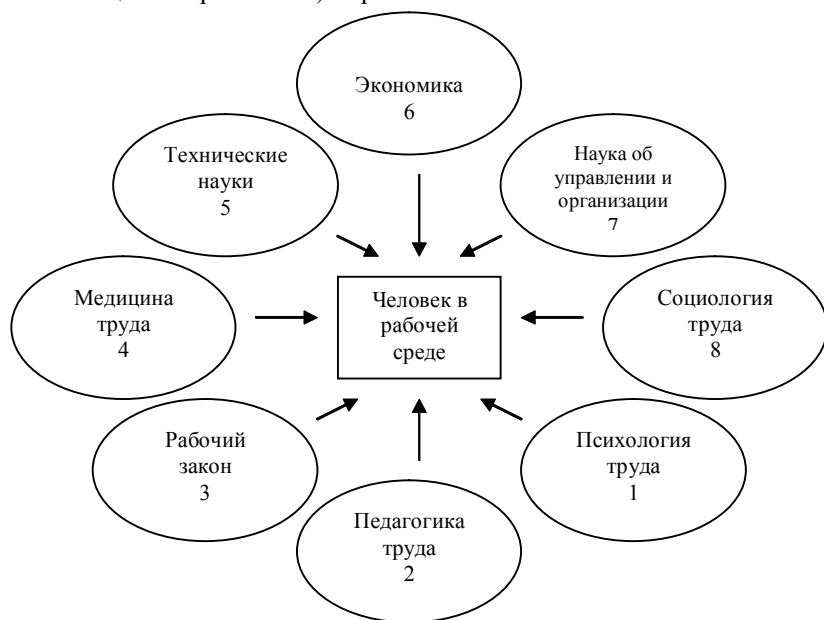 Экономика
6
Технические
науки
5
Наука об
управлении и
организации
7
Медицина
труда
4
Человек в
рабочей
среде
Социология
труда
8
Рабочий
закон
3
Психология
труда
1
Педагогика
труда
2